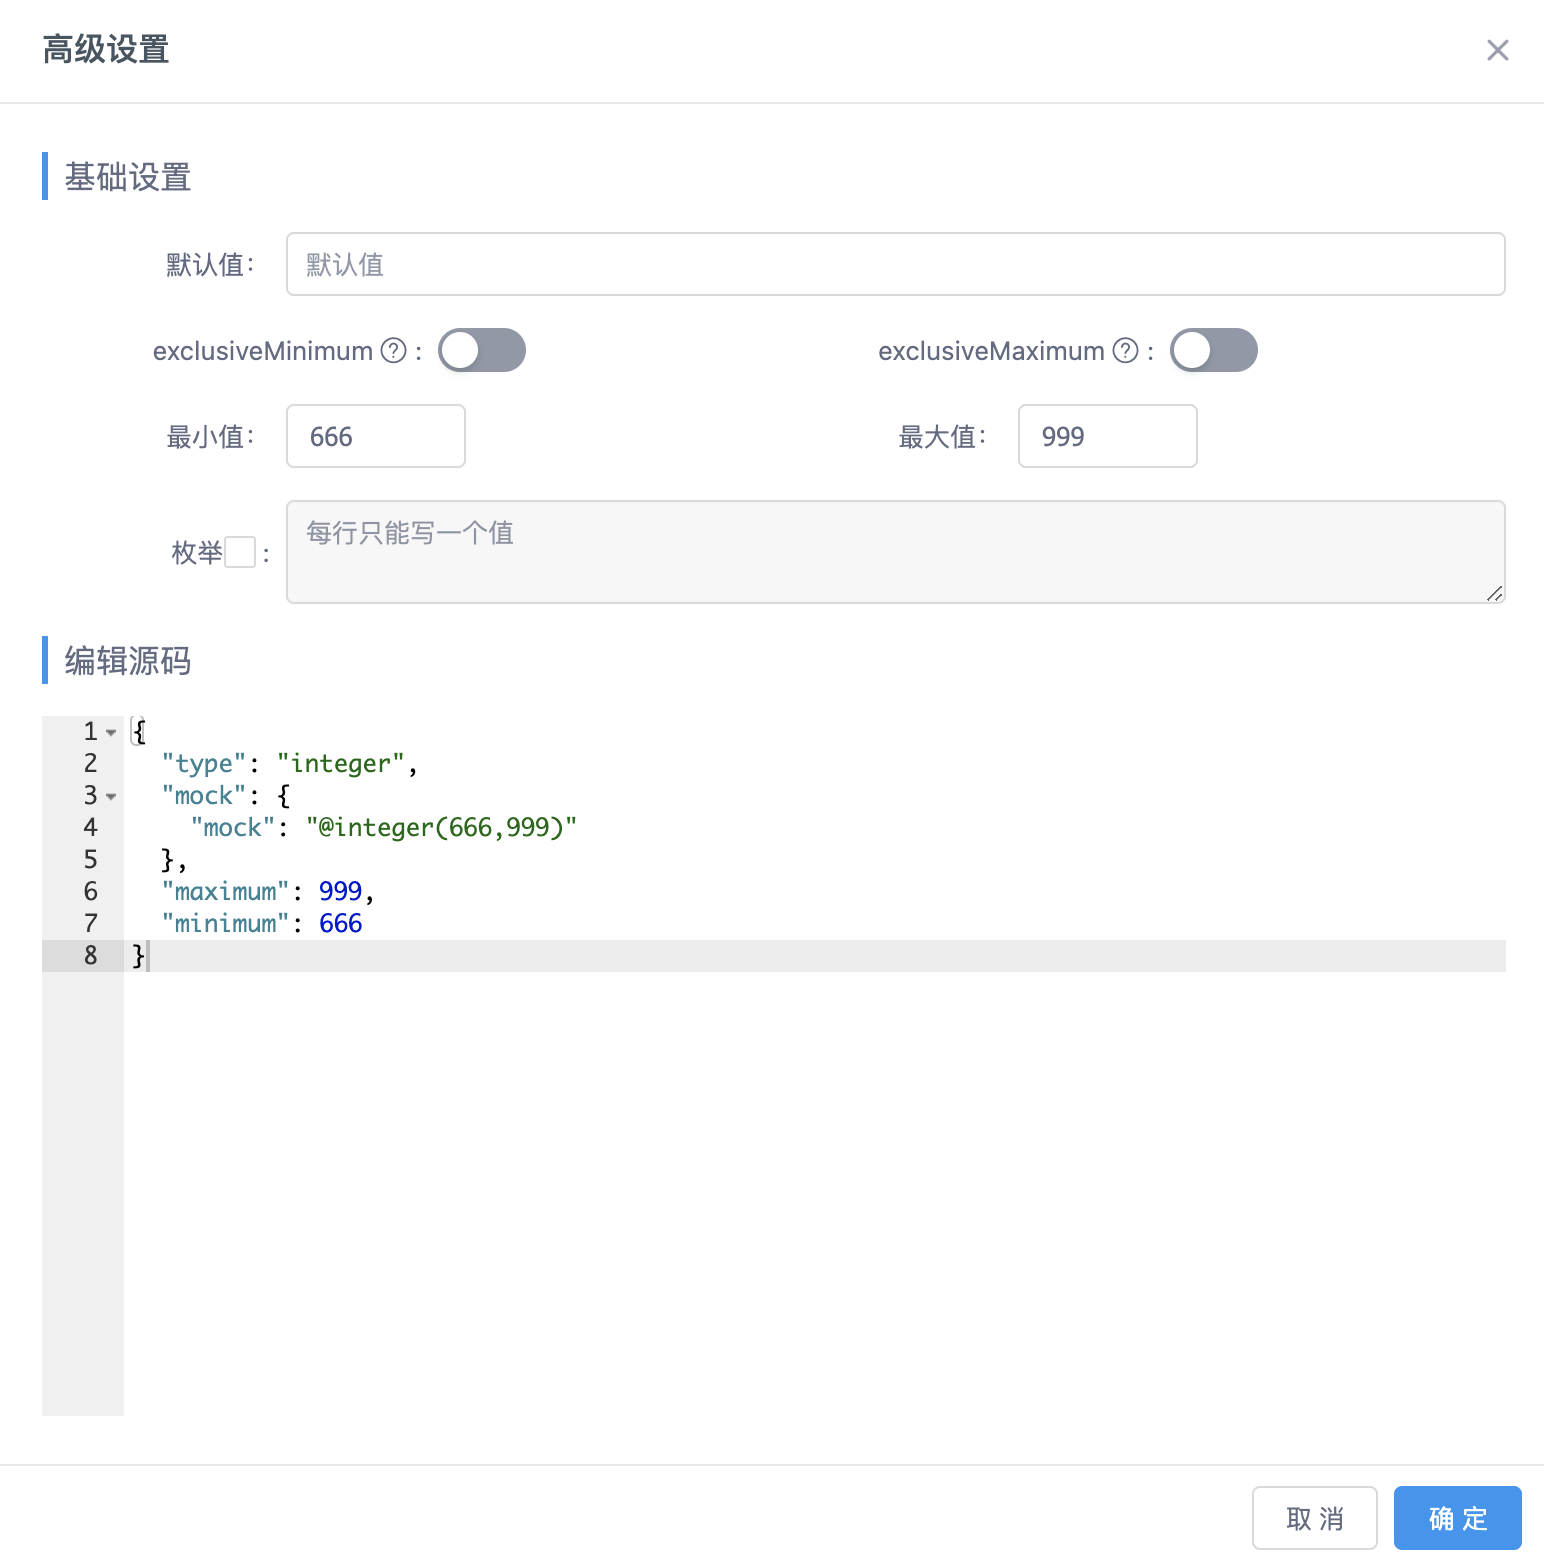 高级设置
基础设置
默认值：
默认值
exclusiveMinimum ? :
exclusiveMaximum ? :
最小值：
666
最大值：
999
枚举 :
每行只能写一个值
编辑源码
1 {
2   "type": "integer",
3   "mock": {
4     "mock": "@integer(666,999)"
5   },
6   "maximum": 999,
7   "minimum": 666
8 }
取 消
确 定